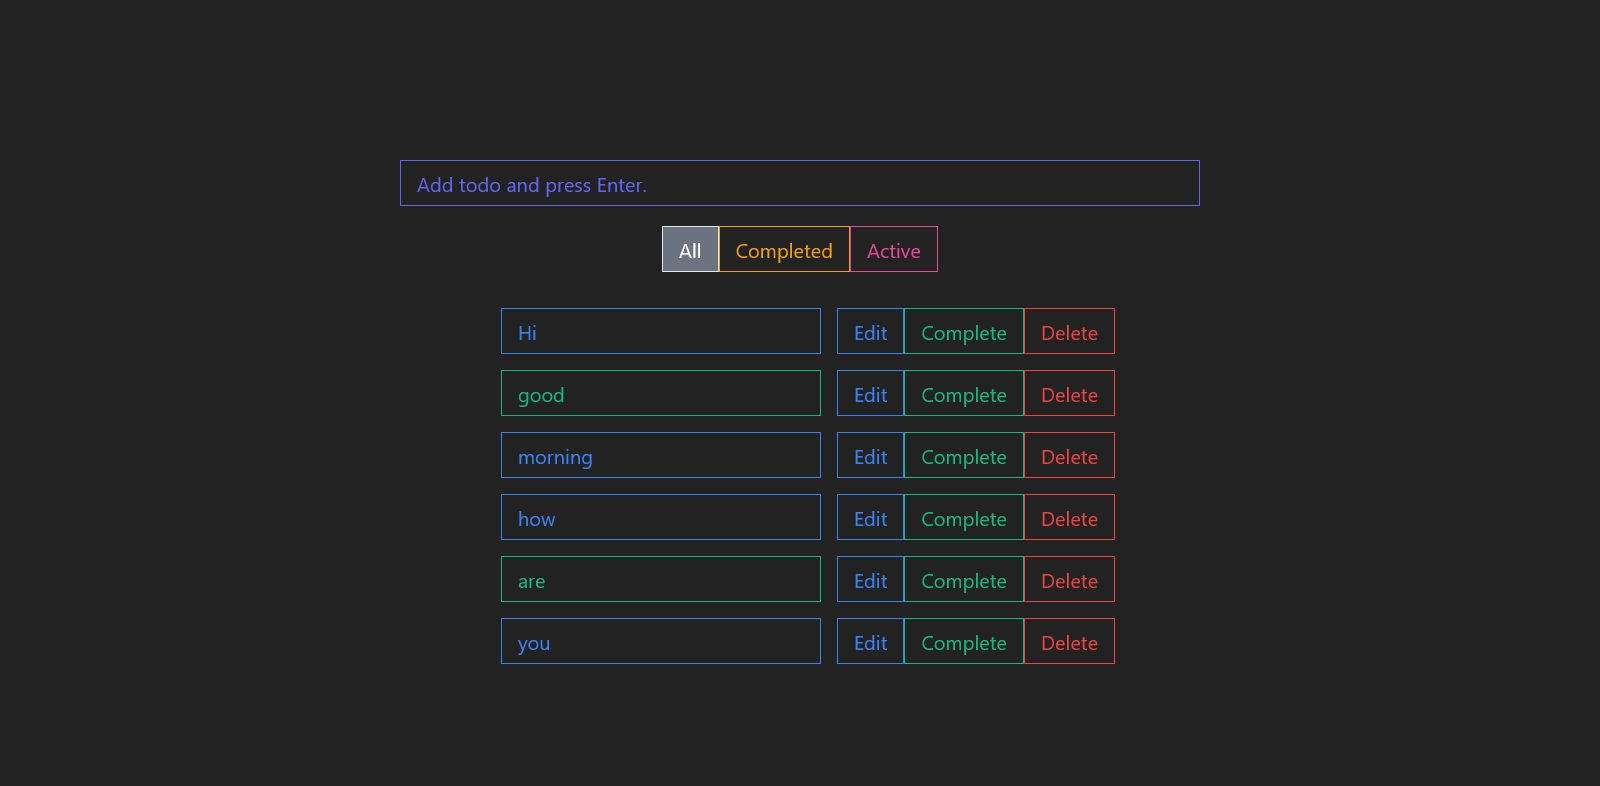 Add todo and press Enter.
All Completed Active
Hi Edit Complete Delete
good Edit Complete Delete
morning Edit Complete Delete
how Edit Complete Delete
are Edit Complete Delete
you Edit Complete Delete